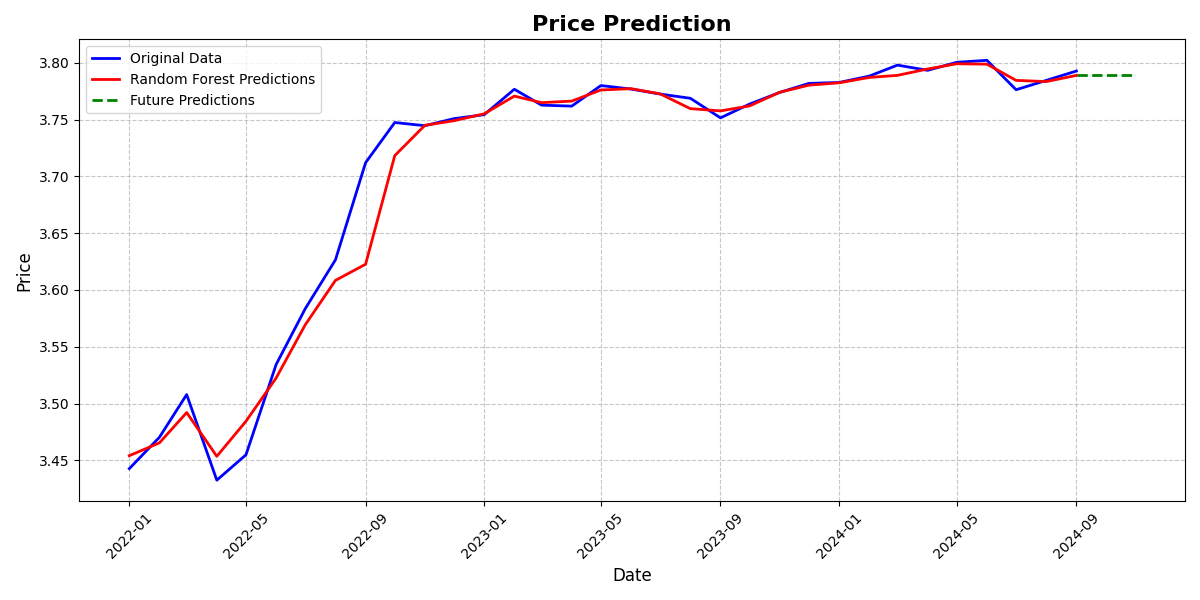 Price Prediction
Original Data
Random Forest Predictions
Future Predictions
Price
3.80
3.75
3.70
3.65
3.60
3.55
3.50
3.45
2022-01
2022-05
2022-09
2023-01
2023-05
2023-09
2024-01
2024-05
2024-09
Date